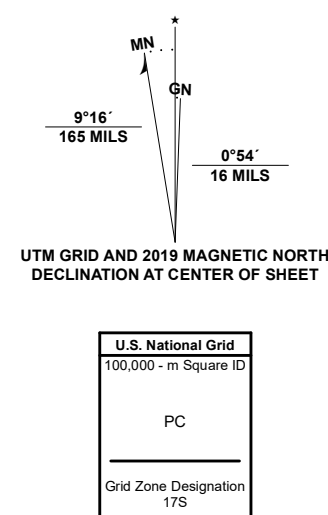 ★
MN
GN
9°16´
165 MILS
0°54´
16 MILS
UTM GRID AND 2019 MAGNETIC NORTH
DECLINATION AT CENTER OF SHEET
U.S. National Grid
100,000 - m Square ID
PC
Grid Zone Designation
17S